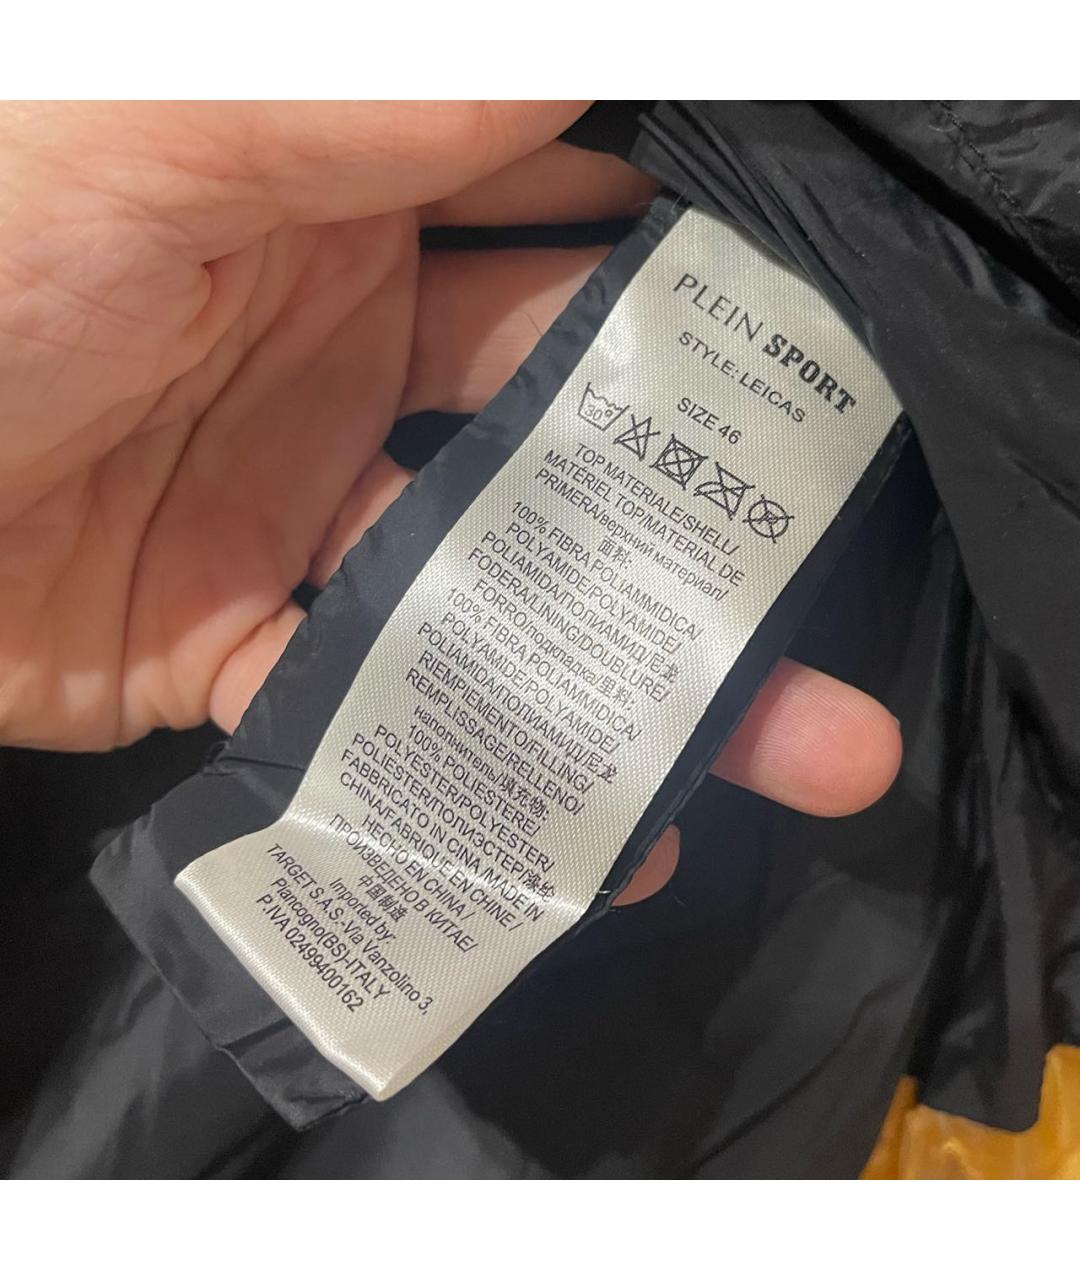 PLEIN SPORT
STYLE: LEICAS
SIZE 46
30°
P
TOP MATERIALE/SHELL/
MATÉRIEL TOP/MATERIAL DE
PRIMERA/верхний материал/
面料:
100% FIBRA POLIAMMIDICA/
POLYAMIDE/POLYAMIDE/
POLIAMIDA/ПОЛИАМИД/尼龙
FODERA/LINING/DOUBLURE/
FORRO/подкладка/里料:
100% FIBRA POLIAMMIDICA/
POLYAMIDE/POLYAMIDE/
POLIAMIDA/ПОЛИАМИД/尼龙
RIEMPIEMENTO/FILLING/
REMPLISSAGE/RELLENO/
наполнитель/填充物:
100% POLIESTERE/
POLYESTER/POLYESTER/
POLIESTER/ПОЛИЭСТЕР/涤纶
FABBRICATO IN CINA /MADE IN
CHINA/FABRIQUE EN CHINE /
HECHO EN CHINA /
ПРОИЗВЕДЕНО В КИТАЕ/
中国制造
Imported by:
TARGET S.A.S.-Via Vanzolino 3,
Piancogno(BS)-ITALY
P.IVA 02499400162